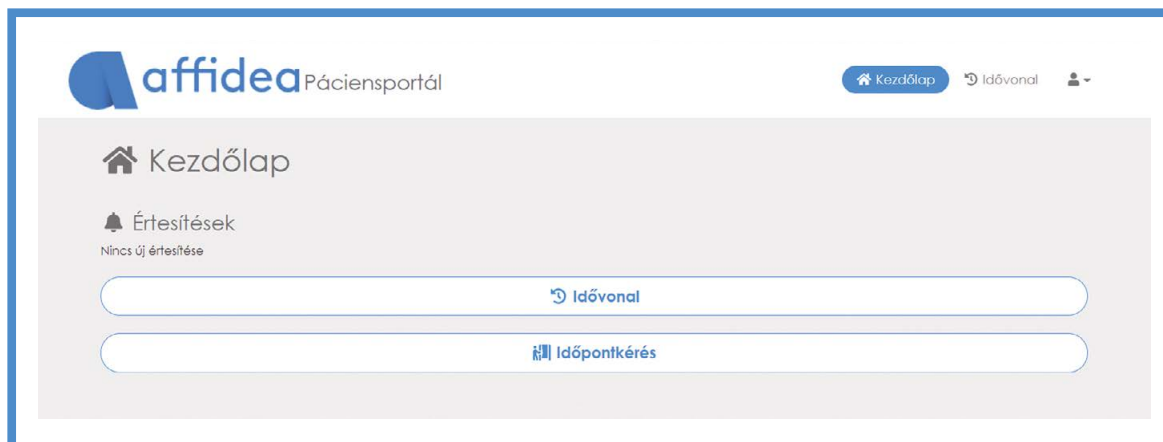 affidea Páciensportál
Kezdőlap Idővonal
Kezdőlap
Értesítések
Nincs új értesítése
Idővonal
Időpontkérés